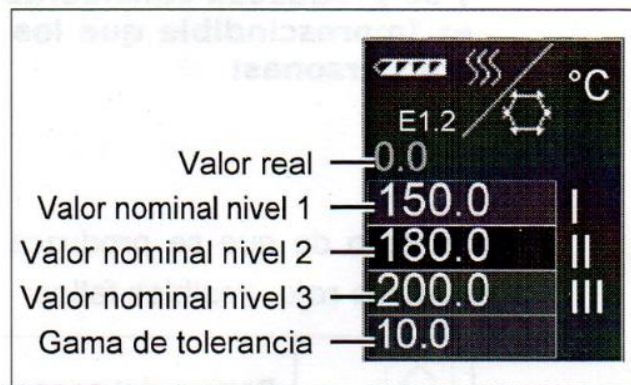 °C
E1.2
Valor real 0.0
Valor nominal nivel 1 150.0 I
Valor nominal nivel 2 180.0 II
Valor nominal nivel 3 200.0 III
Gama de tolerancia 10.0